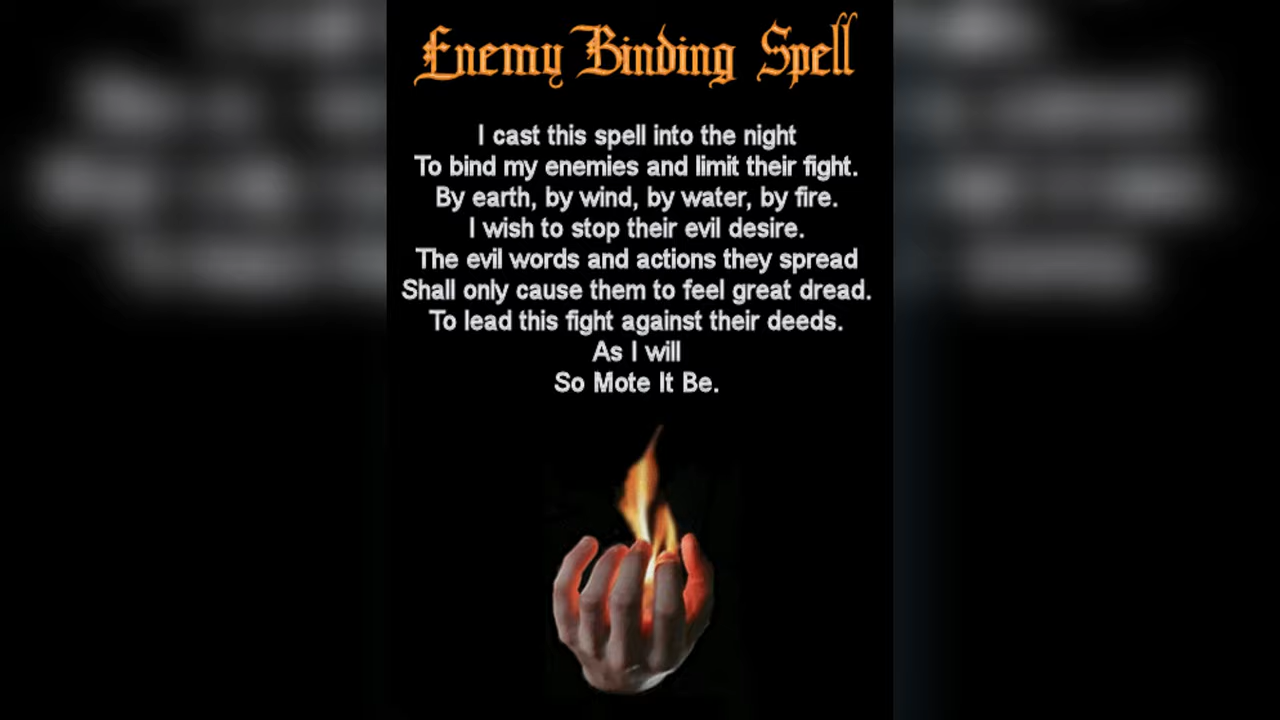 Enemy Binding Spell
I cast this spell into the night
To bind my enemies and limit their fight.
By earth, by wind, by water, by fire.
I wish to stop their evil desire.
The evil words and actions they spread
Shall only cause them to feel great dread.
To lead this fight against their deeds.
As I will
So Mote It Be.